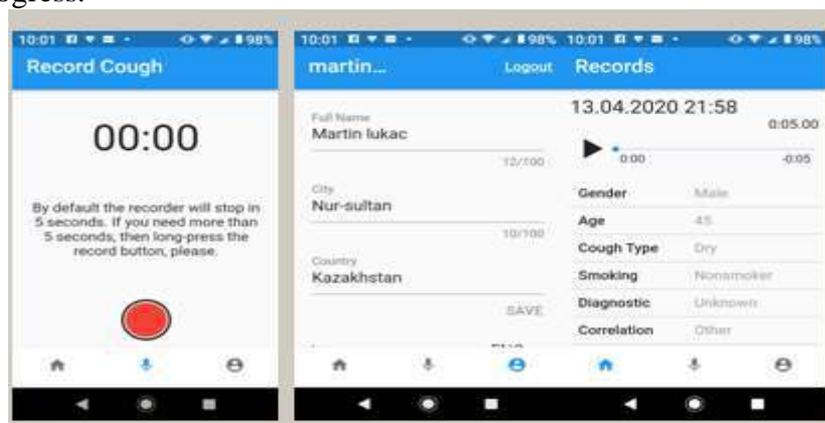 ogress.
10:01 98%
Record Cough
00:00
By default the recorder will stop in
5 seconds. If you need more than
5 seconds, then long-press the
record button, please.
10:01 98%
martin... Logout
Full Name
Martin lukac
12/100
City
Nur-sultan
10/100
Country
Kazakhstan
SAVE
10:01 98%
Records
13.04.2020 21:58
0:05.00
0:00 -0:05
Gender Male
Age 45
Cough Type Dry
Smoking Nonsmoker
Diagnostic Unknown
Correlation Other